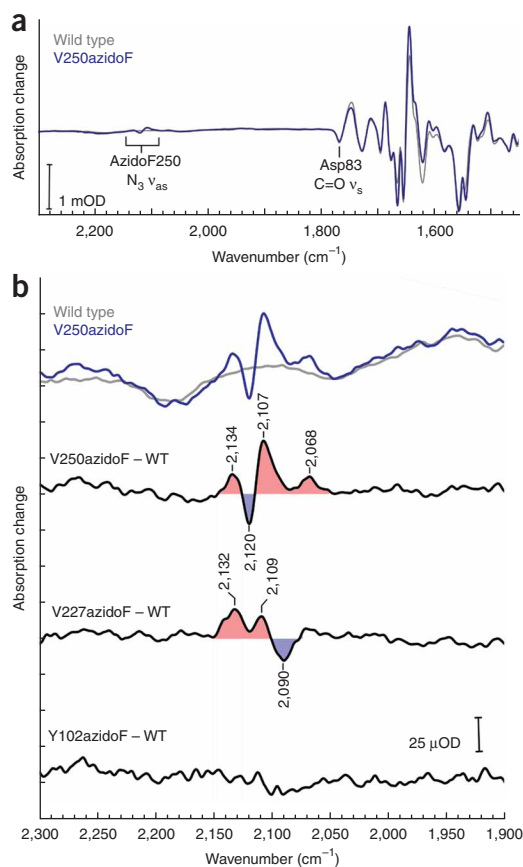 a
Wild type
V250azidoF
Absorption change
AzidoF250
N₃ νas
Asp83
C=O νs
1 mOD
2,200 2,000 1,800 1,600
Wavenumber (cm⁻¹)
b
Wild type
V250azidoF
2,134
2,107
2,068
V250azidoF – WT
2,120
Absorption change
2,132
2,109
V227azidoF – WT
2,090
Y102azidoF – WT
25 µOD
2,300 2,250 2,200 2,150 2,100 2,050 2,000 1,950 1,900
Wavenumber (cm⁻¹)